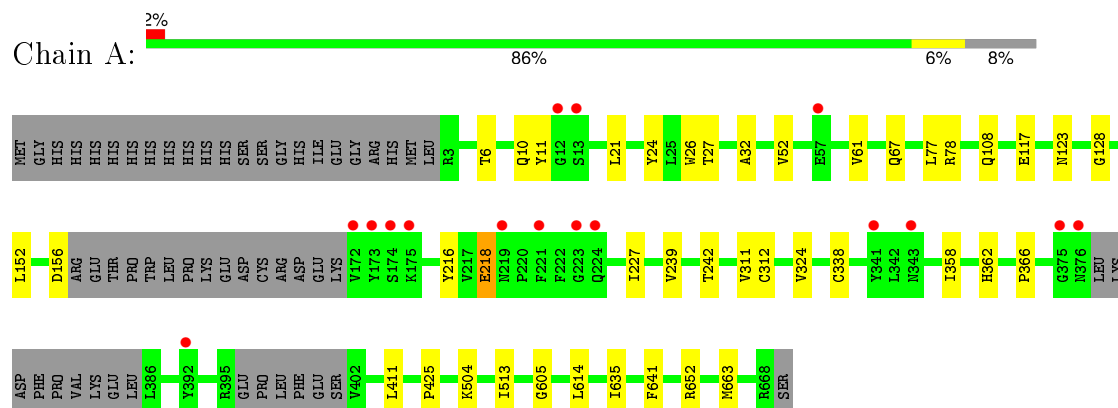 2%
Chain A:
86% 6% 8%
MET GLY HIS HIS HIS HIS HIS HIS HIS HIS HIS HIS SER SER GLY HIS ILE GLU GLY ARG HIS MET LEU R3 T6 Q10 Y11 G12 S13 L21 Y24 L25 W26 T27 A32 V52 E57 V61 Q67 L77 R78 Q108 E117 N123 G128
L152 D156 ARG GLU THR PRO TRP LEU PRO LYS GLU ASP CYS ARG ASP GLU LYS V172 Y173 S174 K175 Y216 V217 E218 N219 P220 F221 F222 G223 Q224 I227 V239 T242 V311 C312 V324 C338 Y341 L342 N343 I358 H362 P366 G375 N376 LEU LYS
ASP PHE PRO VAL LYS GLU LEU L386 Y392 R395 GLU PRO LEU PHE GLU SER V402 L411 P425 K504 I513 G605 L614 I635 F641 R652 M663 R668 SER